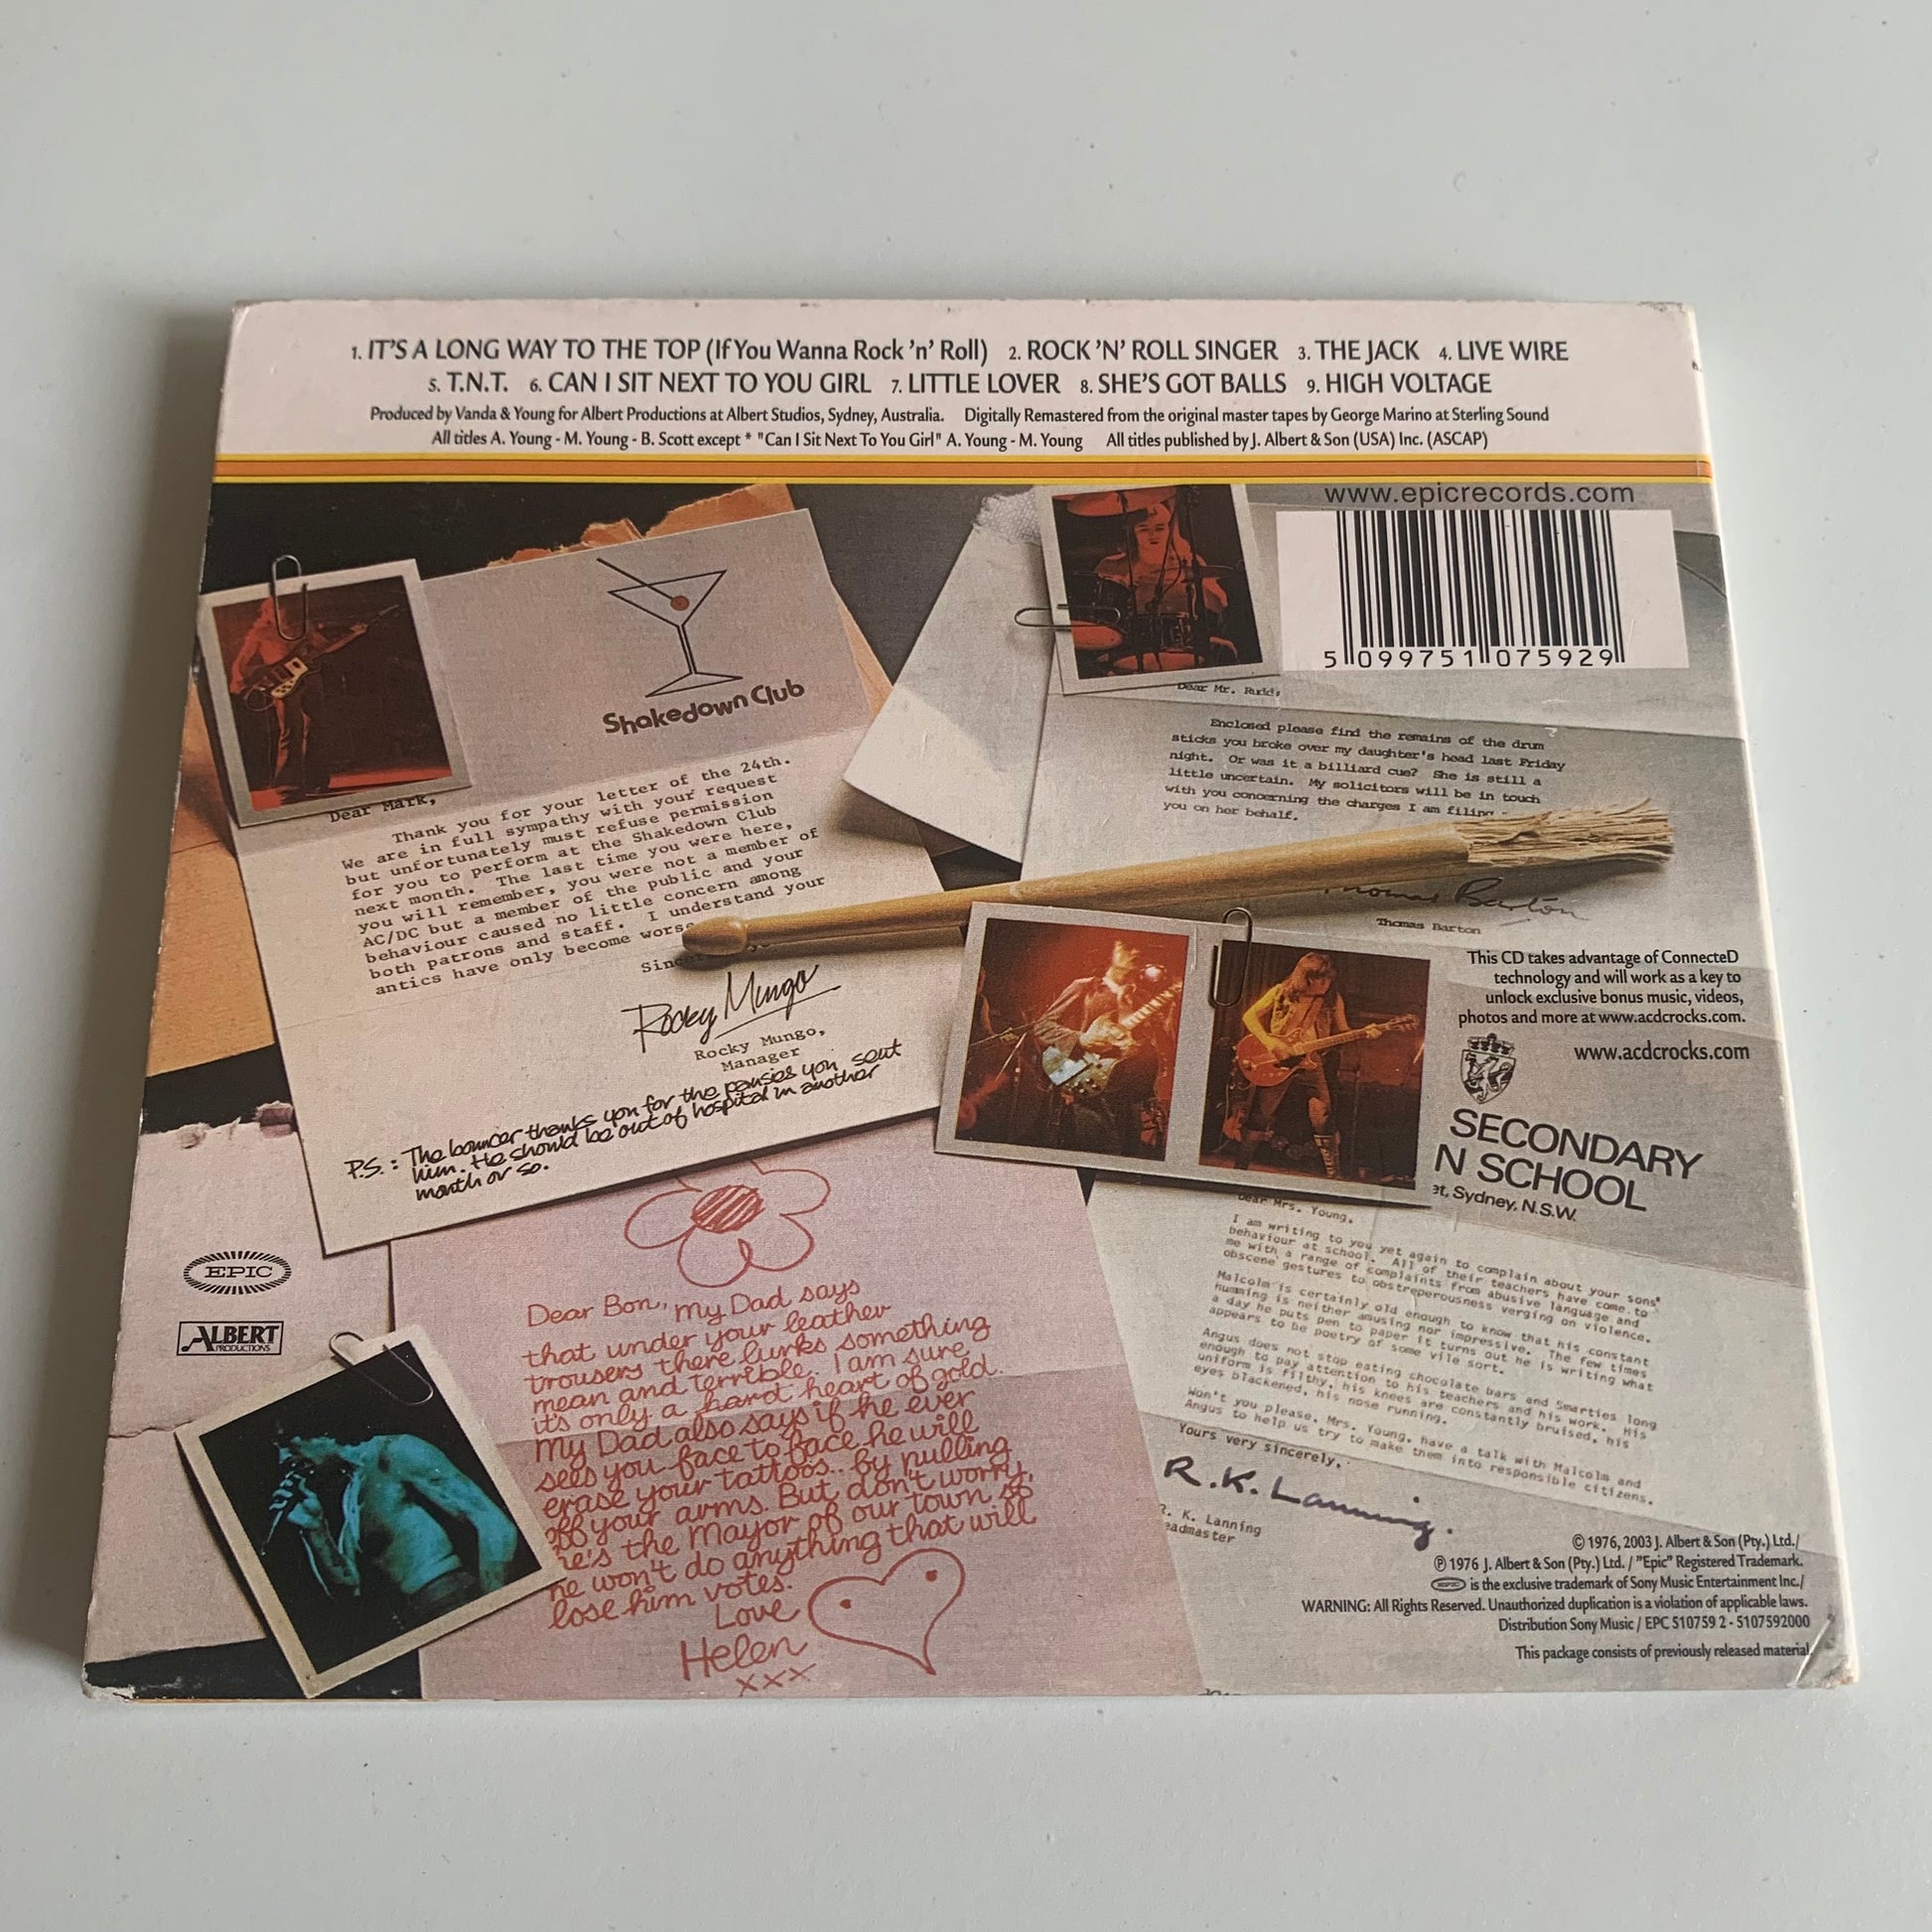 1. IT'S A LONG WAY TO THE TOP (If You Wanna Rock 'n' Roll) 2. ROCK 'N' ROLL SINGER 3. THE JACK 4. LIVE WIRE
5. T.N.T. 6. CAN I SIT NEXT TO YOU GIRL 7. LITTLE LOVER 8. SHE'S GOT BALLS 9. HIGH VOLTAGE
Produced by Vanda & Young for Albert Productions at Albert Studios, Sydney, Australia. Digitally Remastered from the original master tapes by George Marino at Sterling Sound
All titles A. Young - M. Young - B. Scott except * "Can I Sit Next To You Girl" A. Young - M. Young All titles published by J. Albert & Son (USA) Inc. (ASCAP)
www.epicrecords.com
5 099751 075929
Shakedown Club
Dear Mark,
Thank you for your letter of the 24th.
We are in full sympathy with your request
but unfortunately must refuse permission
for you to perform at the Shakedown Club
next month. The last time you were here,
you will remember, you were not a member of
AC/DC but a member of the public and your
behaviour caused no little concern among
both patrons and staff. I understand your
antics have only become worse
Rocky Mungo
Rocky Mungo,
Manager
P.S. : The bouncer thanks you for the pansies you sent
him. He should be out of hospital in another
month or so.
Dear Mr. Rudd;
Enclosed please find the remains of the drum
sticks you broke over my daughter's head last Friday
night. Or was it a billiard cue? She is still a
little uncertain. My solicitors will be in touch
with you concerning the charges I am filing
you on her behalf.
Thomas Barton
Thomas Barton
This CD takes advantage of ConnecteD
technology and will work as a key to
unlock exclusive bonus music, videos,
photos and more at www.acdcrocks.com.
www.acdcrocks.com
SECONDARY
N SCHOOL
et, Sydney, N.S.W.
Dear Mrs. Young,
I am writing to you yet again to complain about your sons'
behaviour at school. All of their teachers have come to
me with a range of complaints from abusive language and
obscene gestures to obstreperousness verging on violence.
Malcolm is certainly old enough to know that his constant
humming is neither amusing nor impressive. The few times
a day he puts pen to paper it turns out he is writing what
appears to be poetry of some vile sort.
Angus does not stop eating chocolate bars and Smarties long
enough to pay attention to his teachers and his work. His
uniform is filthy, his knees are constantly bruised, his
eyes blackened, his nose running.
Won't you please, Mrs. Young, have a talk with Malcolm and
Angus to help us try to make them into responsible citizens.
Yours very sincerely,
R.K. Lanning.
R. K. Lanning
eadmaster
EPIC
ALBERT
PRODUCTIONS
Dear Bon, my Dad says
that under your leather
trousers there lurks something
mean and terrible. I am sure
it's only a hard heart of gold.
My Dad also says if he ever
sees you face to face he will
erase your tattoos.. by pulling
off your arms. But don't worry,
he's the Mayor of our town so
he won't do anything that will
lose him votes.
Love
Helen
xxx
© 1976, 2003 J. Albert & Son (Pty.) Ltd./
℗ 1976 J. Albert & Son (Pty.) Ltd. / "Epic" Registered Trademark.
EPIC is the exclusive trademark of Sony Music Entertainment Inc./
WARNING: All Rights Reserved. Unauthorized duplication is a violation of applicable laws.
Distribution Sony Music / EPC 510759 2 - 5107592000
This package consists of previously released material